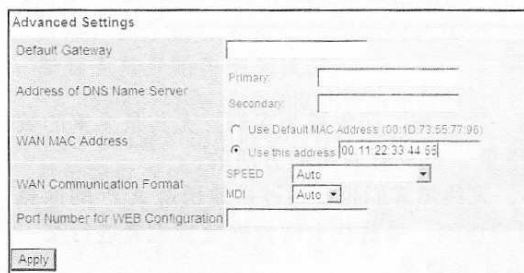 Advanced Settings
Default Gateway
Address of DNS Name Server
Primary:
Secondary:
WAN MAC Address
Use Default MAC Address (00:1D:73:55:77:96)
Use this address 00:11:22:33:44:55
WAN Communication Format
SPEED Auto
MDI Auto
Port Number for WEB Configuration
Apply